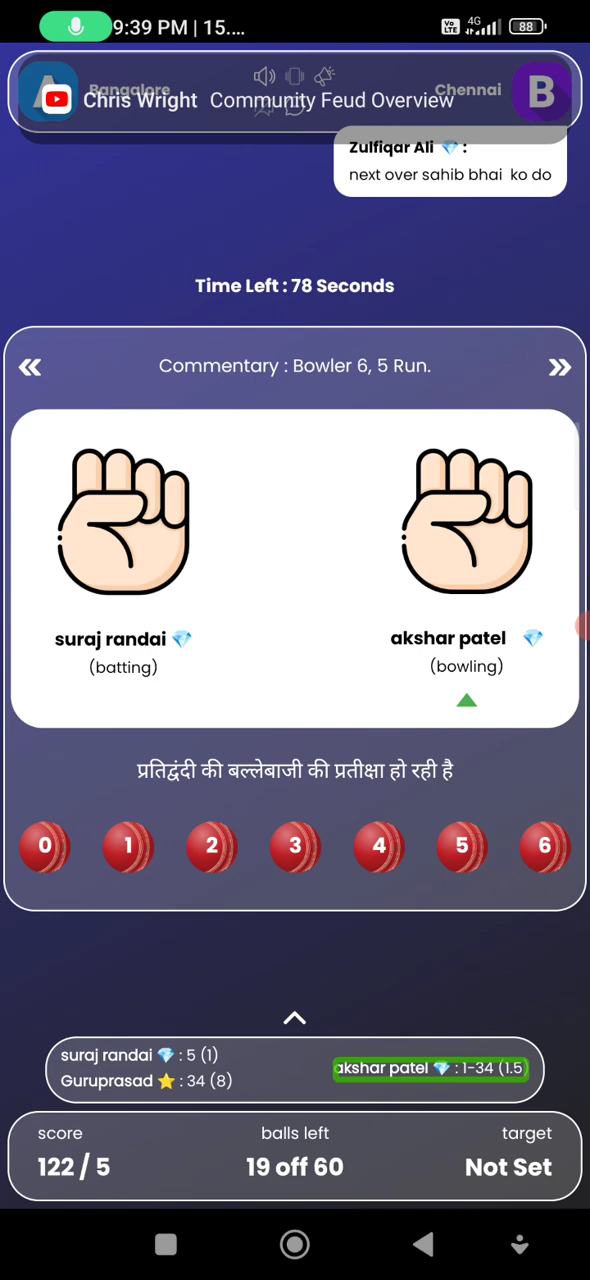 9:39 PM | 15.... Vo LTE 4G 88
A Bangalore Chennai B
Chris Wright Community Feud Overview
Zulfiqar Ali 💎 :
next over sahib bhai ko do
Time Left : 78 Seconds
« Commentary : Bowler 6, 5 Run. »
suraj randai 💎 akshar patel 💎
(batting) (bowling)
प्रतिद्वंदी की बल्लेबाजी की प्रतीक्षा हो रही है
0 1 2 3 4 5 6
suraj randai 💎 : 5 (1)
Guruprasad ⭐ : 34 (8)
akshar patel 💎 : 1-34 (1.5)
score balls left target
122 / 5 19 off 60 Not Set